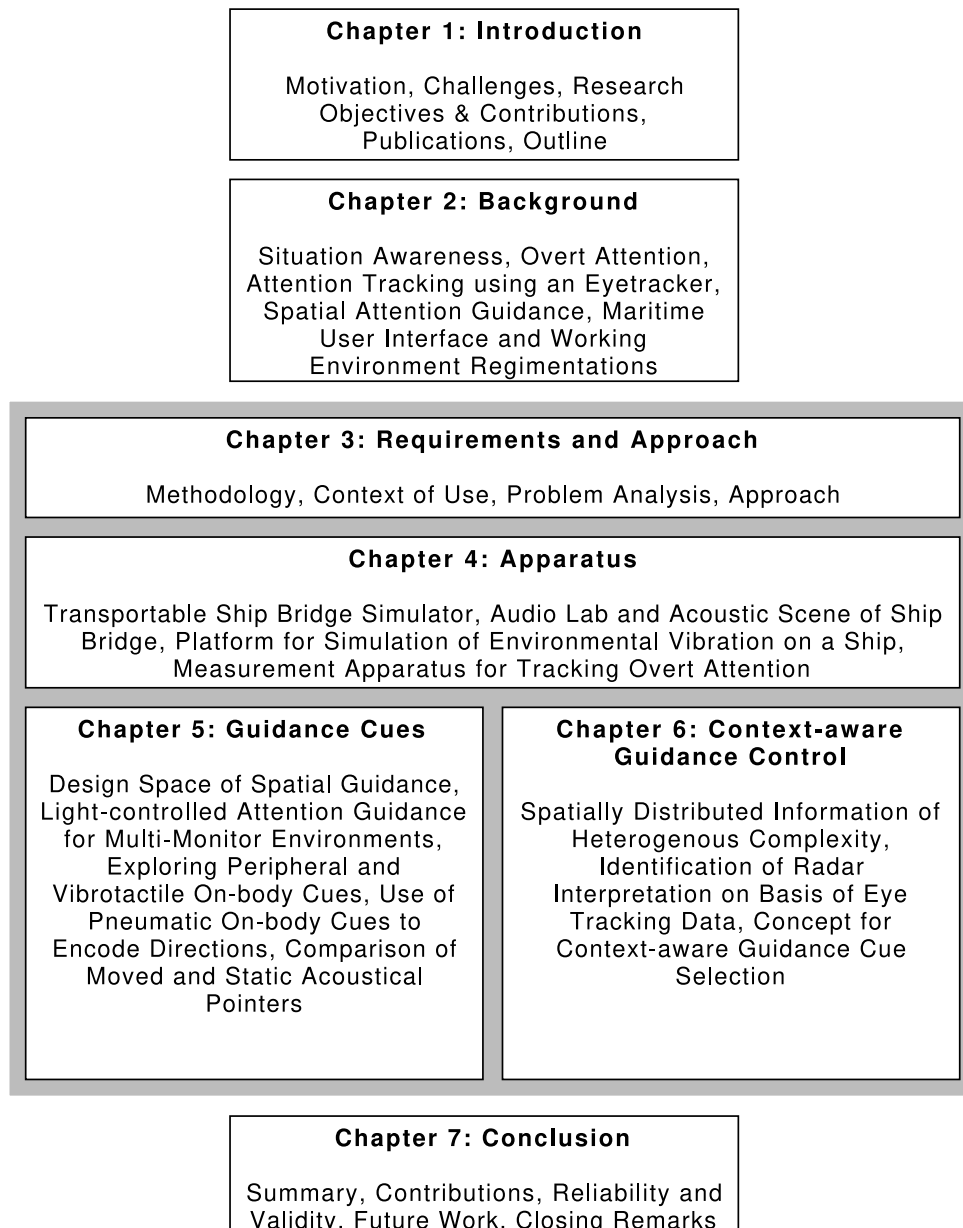 Chapter 1: Introduction
Motivation, Challenges, Research
Objectives & Contributions,
Publications, Outline
Chapter 2: Background
Situation Awareness, Overt Attention,
Attention Tracking using an Eyetracker,
Spatial Attention Guidance, Maritime
User Interface and Working
Environment Regimentations
Chapter 3: Requirements and Approach
Methodology, Context of Use, Problem Analysis, Approach
Chapter 4: Apparatus
Transportable Ship Bridge Simulator, Audio Lab and Acoustic Scene of Ship
Bridge, Platform for Simulation of Environmental Vibration on a Ship,
Measurement Apparatus for Tracking Overt Attention
Chapter 5: Guidance Cues
Design Space of Spatial Guidance,
Light-controlled Attention Guidance
for Multi-Monitor Environments,
Exploring Peripheral and
Vibrotactile On-body Cues, Use of
Pneumatic On-body Cues to
Encode Directions, Comparison of
Moved and Static Acoustical
Pointers
Chapter 6: Context-aware
Guidance Control
Spatially Distributed Information of
Heterogenous Complexity,
Identification of Radar
Interpretation on Basis of Eye
Tracking Data, Concept for
Context-aware Guidance Cue
Selection
Chapter 7: Conclusion
Summary, Contributions, Reliability and
Validity, Future Work, Closing Remarks